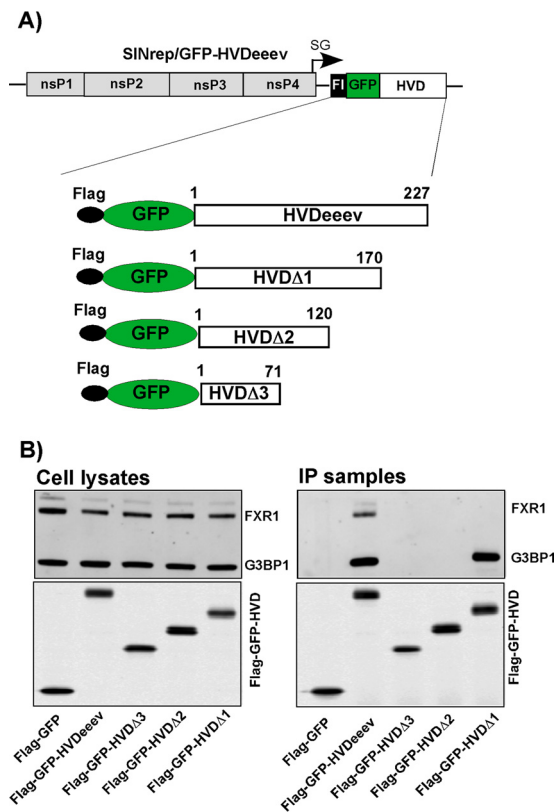 A)
SINrep/GFP-HVDeeev
SG
nsP1 nsP2 nsP3 nsP4 Fl GFP HVD
Flag 1 227
GFP HVDeeev
Flag 1 170
GFP HVDΔ1
Flag 1 120
GFP HVDΔ2
Flag 1 71
GFP HVDΔ3
B)
Cell lysates
FXR1
G3BP1
Flag-GFP-HVD
Flag-GFP
Flag-GFP-HVDeeev
Flag-GFP-HVDΔ3
Flag-GFP-HVDΔ2
Flag-GFP-HVDΔ1
IP samples
FXR1
G3BP1
Flag-GFP-HVD
Flag-GFP
Flag-GFP-HVDeeev
Flag-GFP-HVDΔ3
Flag-GFP-HVDΔ2
Flag-GFP-HVDΔ1